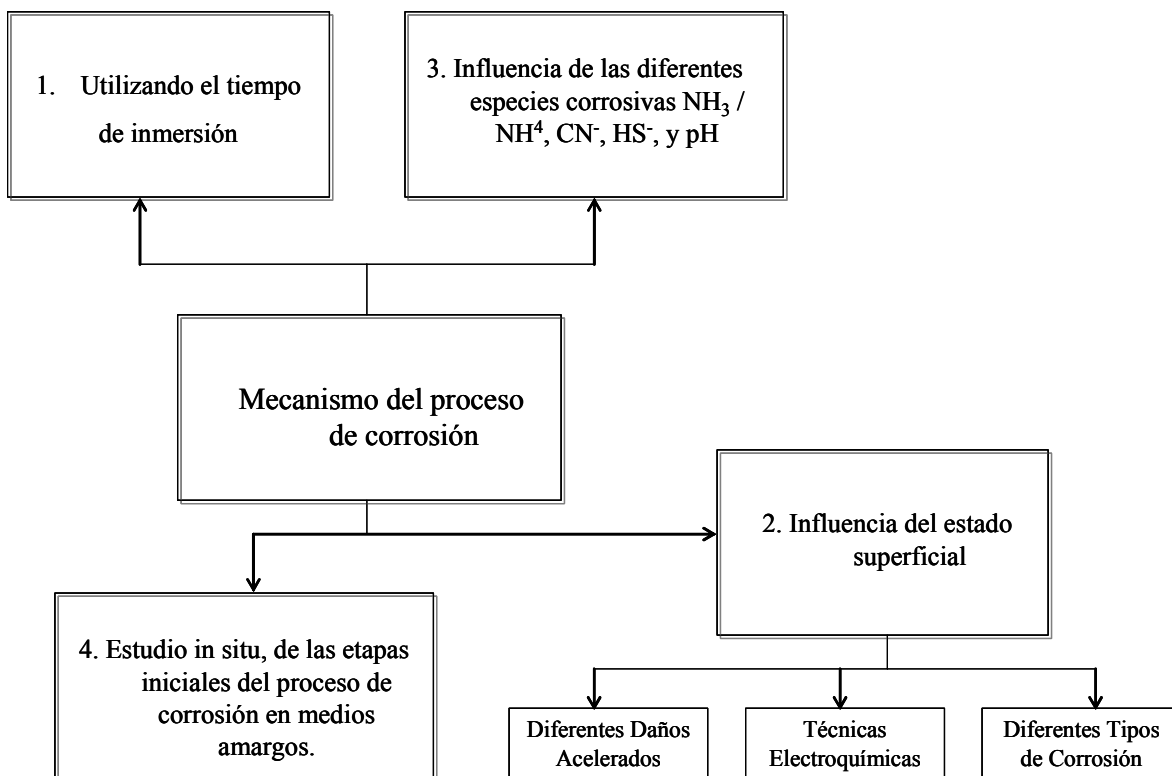 1. Utilizando el tiempo
de inmersión
3. Influencia de las diferentes
especies corrosivas NH₃ /
NH⁴, CN⁻, HS⁻, y pH
Mecanismo del proceso
de corrosión
2. Influencia del estado
superficial
4. Estudio in situ, de las etapas
iniciales del proceso de
corrosión en medios
amargos.
Diferentes Daños
Acelerados
Técnicas
Electroquímicas
Diferentes Tipos
de Corrosión